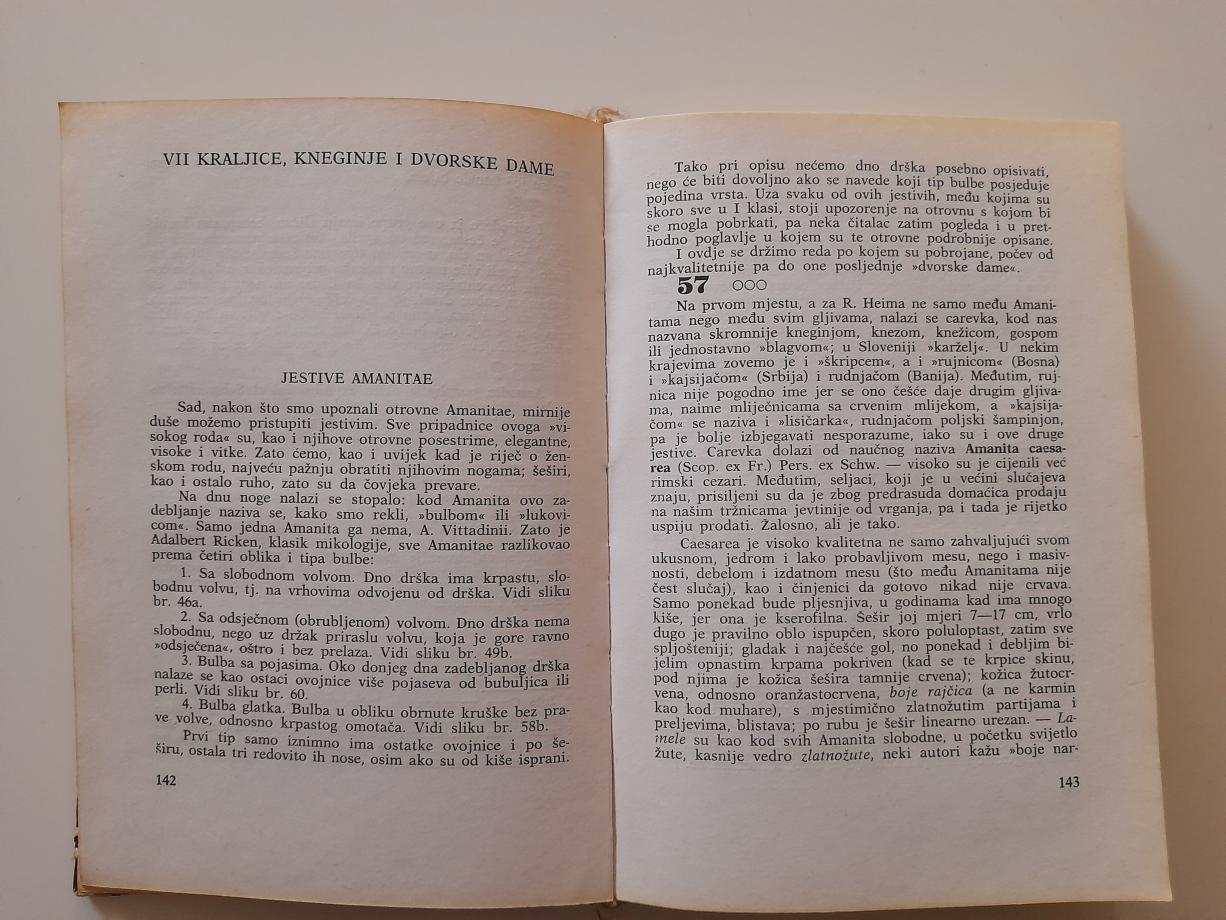 VII KRALJICE, KNEGINJE I DVORSKE DAME
JESTIVE AMANITAE
Sad, nakon što smo upoznali otrovne Amanitae, mirnije
duše možemo pristupiti jestivim. Sve pripadnice ovoga »vi-
sokog roda« su, kao i njihove otrovne posestrime, elegantne,
visoke i vitke. Zato ćemo, kao i uvijek kad je riječ o žen-
skom rodu, najveću pažnju obratiti njihovim nogama; šeširi,
kao i ostalo ruho, zato su da čovjeka prevare.
Na dnu noge nalazi se stopalo: kod Amanita ovo za-
debljanje naziva se, kako smo rekli, »bulbom« ili »lukovi-
com«. Samo jedna Amanita ga nema, A. Vittadinii. Zato je
Adalbert Ricken, klasik mikologije, sve Amanitae razlikovao
prema četiri oblika i tipa bulbe:
1. Sa slobodnom volvom. Dno drška ima krpastu, slo-
bodnu volvu, tj. na vrhovima odvojenu od drška. Vidi sliku
br. 46a.
2. Sa odsječnom (obrubljenom) volvom. Dno drška nema
slobodnu, nego uz držak priraslu volvu, koja je gore ravno
»odsječena«, oštro i bez prelaza. Vidi sliku br. 49b.
3. Bulba sa pojasima. Oko donjeg dna zadebljanog drška
nalaze se kao ostaci ovojnice više pojaseva od bubuljica ili
perli. Vidi sliku br. 60.
4. Bulba glatka. Bulba u obliku obrnute kruške bez pra-
ve volve, odnosno krpastog omotača. Vidi sliku br. 58b.
Prvi tip samo iznimno ima ostatke ovojnice i po še-
širu, ostala tri redovito ih nose, osim ako su od kiše isprani.
142
Tako pri opisu nećemo dno drška posebno opisivati,
nego će biti dovoljno ako se navede koji tip bulbe posjeduje
pojedina vrsta. Uza svaku od ovih jestivih, među kojima su
skoro sve u I klasi, stoji upozorenje na otrovnu s kojom bi
se mogla pobrkati, pa neka čitalac zatim pogleda i u pret-
hodno poglavlje u kojem su te otrovne podrobnije opisane.
I ovdje se držimo reda po kojem su pobrojane, počev od
najkvalitetnije pa do one posljednje »dvorske dame«.
57 ○○○
Na prvom mjestu, a za R. Heima ne samo među Amani-
tama nego među svim gljivama, nalazi se carevka, kod nas
nazvana skromnije kneginjom, knezom, knežicom, gospom
ili jednostavno »blagvom«; u Sloveniji »karželj«. U nekim
krajevima zovemo je i »škripcem«, a i »rujnicom« (Bosna)
i »kajsijačom« (Srbija) i rudnjačom (Banija). Međutim, ruj-
nica nije pogodno ime jer se ono češće daje drugim gljiva-
ma, naime mliječnicama sa crvenim mlijekom, a »kajsija-
čom« se naziva i »lisičarka«, rudnjačom poljski šampinjon,
pa je bolje izbjegavati nesporazume, iako su i ove druge
jestive. Carevka dolazi od naučnog naziva Amanita caesa-
rea (Scop. ex Fr.) Pers. ex Schw. — visoko su je cijenili već
rimski cezari. Međutim, seljaci, koji je u većini slučajeva
znaju, prisiljeni su da je zbog predrasuda domaćica prodaju
na našim tržnicama jevtinije od vrganja, pa i tada je rijetko
uspiju prodati. Žalosno, ali je tako.
Caesarea je visoko kvalitetna ne samo zahvaljujući svom
ukusnom, jedrom i lako probavljivom mesu, nego i masiv-
nosti, debelom i izdatnom mesu (što među Amanitama nije
čest slučaj), kao i činjenici da gotovo nikad nije crvava.
Samo ponekad bude pljesnjiva, u godinama kad ima mnogo
kiše, jer ona je kserofilna. Šešir joj mjeri 7—17 cm, vrlo
dugo je pravilno oblo ispupčen, skoro poluloptast, zatim sve
spljošteniji; gladak i najčešće gol, no ponekad i debljim bi-
jelim opnastim krpama pokriven (kad se te krpice skinu,
pod njima je kožica šešira tamnije crvena); kožica žutocr-
vena, odnosno oranžastocrvena, boje rajčica (a ne karmin
kao kod muhare), s mjestimično zlatnožutim partijama i
preljevima, blistava; po rubu je šešir linearno urezan. — La-
mele su kao kod svih Amanita slobodne, u početku svijetlo
žute, kasnije vedro zlatnožute, neki autori kažu »boje nar-
143